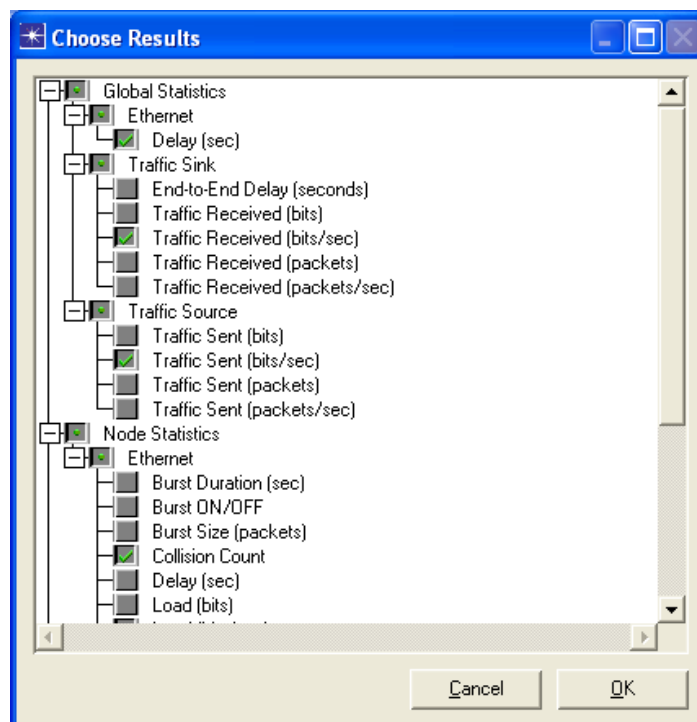 Choose Results
Global Statistics
Ethernet
Delay (sec)
Traffic Sink
End-to-End Delay (seconds)
Traffic Received (bits)
Traffic Received (bits/sec)
Traffic Received (packets)
Traffic Received (packets/sec)
Traffic Source
Traffic Sent (bits)
Traffic Sent (bits/sec)
Traffic Sent (packets)
Traffic Sent (packets/sec)
Node Statistics
Ethernet
Burst Duration (sec)
Burst ON/OFF
Burst Size (packets)
Collision Count
Delay (sec)
Load (bits)
Cancel OK